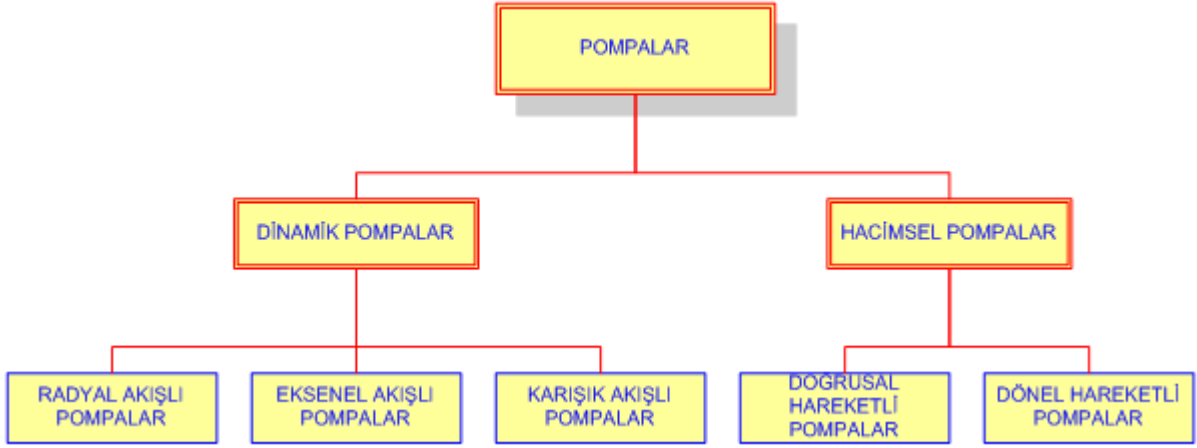 POMPALAR
DİNAMİK POMPALAR
HACİMSEL POMPALAR
RADYAL AKIŞLI
POMPALAR
EKSENEL AKIŞLI
POMPALAR
KARIŞIK AKIŞLI
POMPALAR
DOĞRUSAL
HAREKETLİ
POMPALAR
DÖNEL HAREKETLİ
POMPALAR